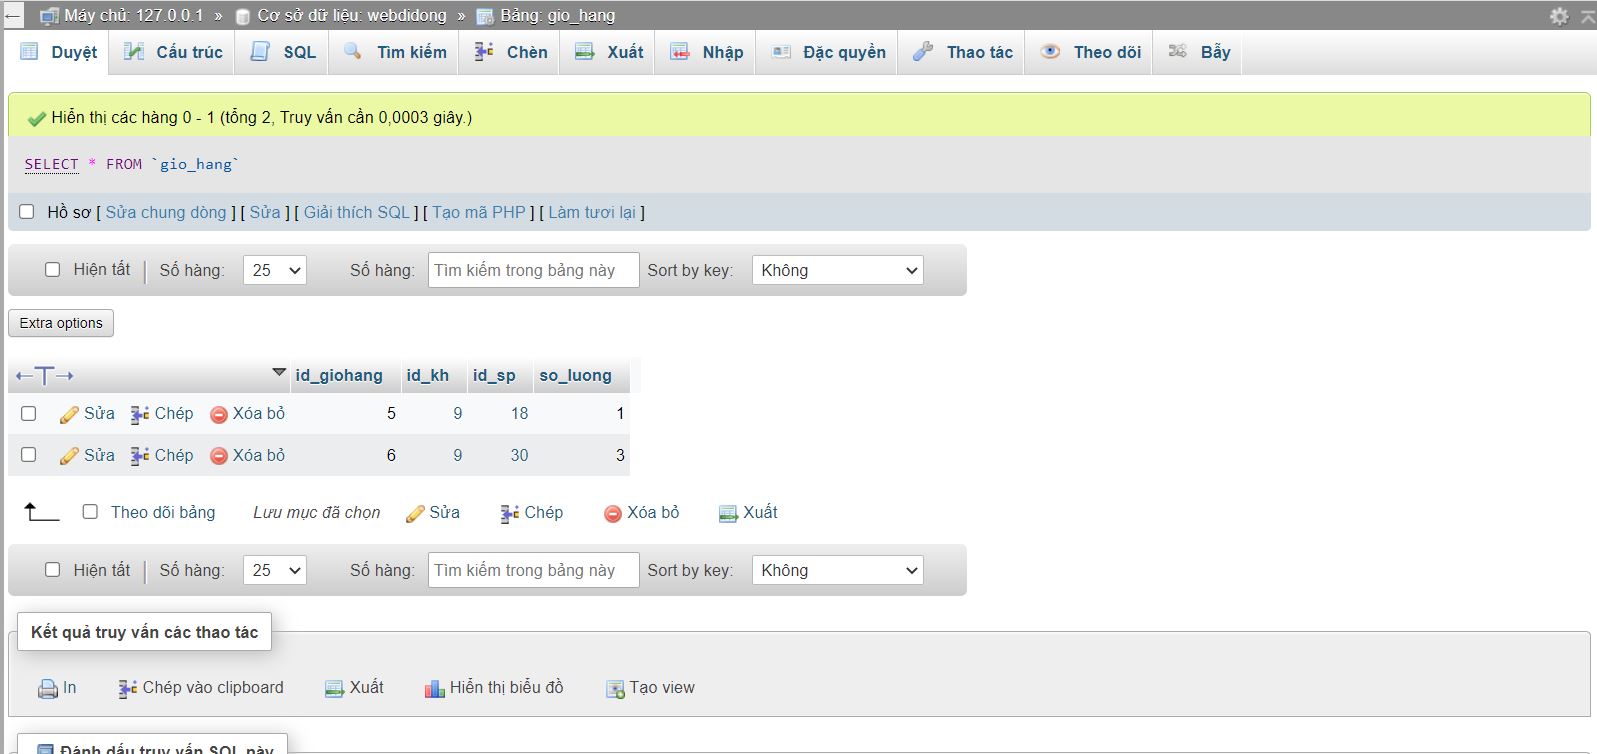 Máy chủ: 127.0.0.1 » Cơ sở dữ liệu: webdidong » Bảng: gio_hang
Duyệt Cấu trúc SQL Tìm kiếm Chèn Xuất Nhập Đặc quyền Thao tác Theo dõi Bẫy
Hiển thị các hàng 0 - 1 (tổng 2, Truy vấn cần 0,0003 giây.)
SELECT * FROM `gio_hang`
Hồ sơ [ Sửa chung dòng ] [ Sửa ] [ Giải thích SQL ] [ Tạo mã PHP ] [ Làm tươi lại ]
Hiện tất | Số hàng: 25 Số hàng: Tìm kiếm trong bảng này Sort by key: Không
Extra options
←T→ id_giohang id_kh id_sp so_luong
Sửa Chép Xóa bỏ 5 9 18 1
Sửa Chép Xóa bỏ 6 9 30 3
Theo dõi bảng Lưu mục đã chọn Sửa Chép Xóa bỏ Xuất
Hiện tất | Số hàng: 25 Số hàng: Tìm kiếm trong bảng này Sort by key: Không
Kết quả truy vấn các thao tác
In Chép vào clipboard Xuất Hiển thị biểu đồ Tạo view
Đánh dấu truy vấn SQL này